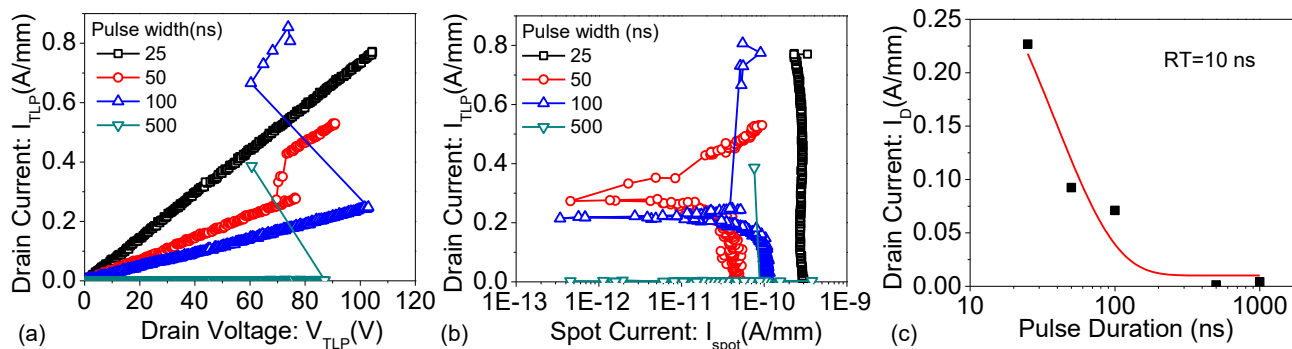 (a)
Drain Current: I_TLP(A/mm)
0.8
0.6
0.4
0.2
0.0
Pulse width(ns)
25
50
100
500
0 20 40 60 80 100 120
Drain Voltage: V_TLP(V)
(b)
Drain Current: I_TLP(A/mm)
0.8
0.6
0.4
0.2
0.0
Pulse width (ns)
25
50
100
500
1E-13 1E-12 1E-11 1E-10 1E-9
Spot Current: I_spot(A/mm)
(c)
Drain Current: I_D(A/mm)
0.25
0.20
0.15
0.10
0.05
0.00
RT=10 ns
10 100 1000
Pulse Duration (ns)